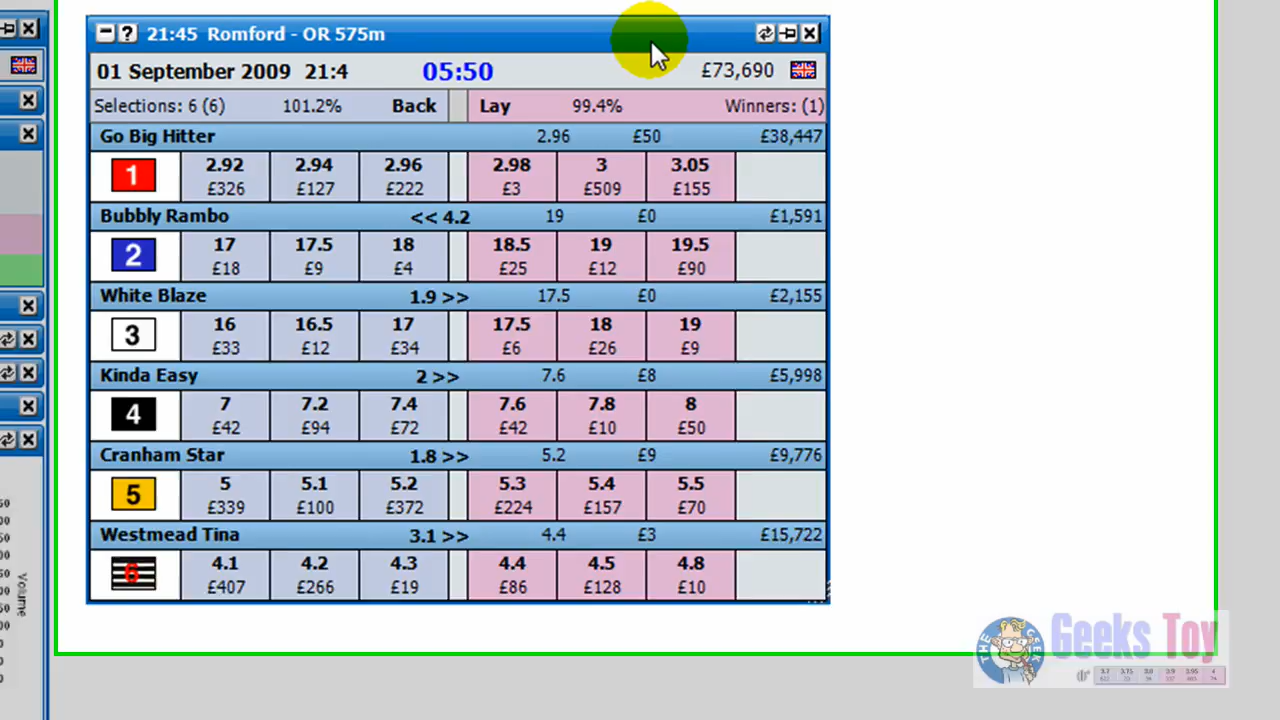 21:45 Romford - OR 575m
01 September 2009 21:4 05:50 £73,690
Selections: 6 (6) 101.2% Back Lay 99.4% Winners: (1)
Go Big Hitter 2.96 £50 £38,447
1 2.92 2.94 2.96 2.98 3 3.05
£326 £127 £222 £3 £509 £155
Bubbly Rambo << 4.2 19 £0 £1,591
2 17 17.5 18 18.5 19 19.5
£18 £9 £4 £25 £12 £90
White Blaze 1.9 >> 17.5 £0 £2,155
3 16 16.5 17 17.5 18 19
£33 £12 £34 £6 £26 £9
Kinda Easy 2 >> 7.6 £8 £5,998
4 7 7.2 7.4 7.6 7.8 8
£42 £94 £72 £42 £10 £50
Cranham Star 1.8 >> 5.2 £9 £9,776
5 5 5.1 5.2 5.3 5.4 5.5
£339 £100 £372 £224 £157 £70
Westmead Tina 3.1 >> 4.4 £3 £15,722
6 4.1 4.2 4.3 4.4 4.5 4.8
£407 £266 £19 £86 £128 £10
Volume
THE GEEK
Geeks Toy